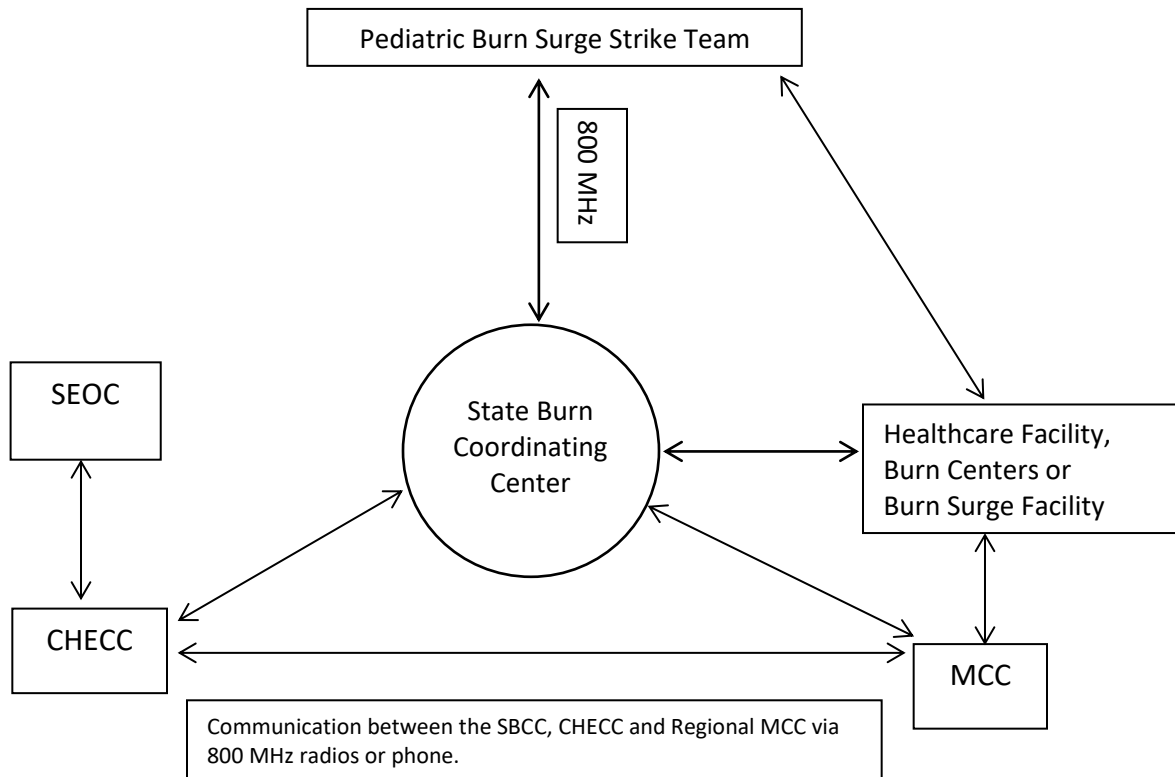 Pediatric Burn Surge Strike Team
800 MHz
SEOC
State Burn
Coordinating
Center
Healthcare Facility,
Burn Centers or
Burn Surge Facility
CHECC
MCC
Communication between the SBCC, CHECC and Regional MCC via
800 MHz radios or phone.